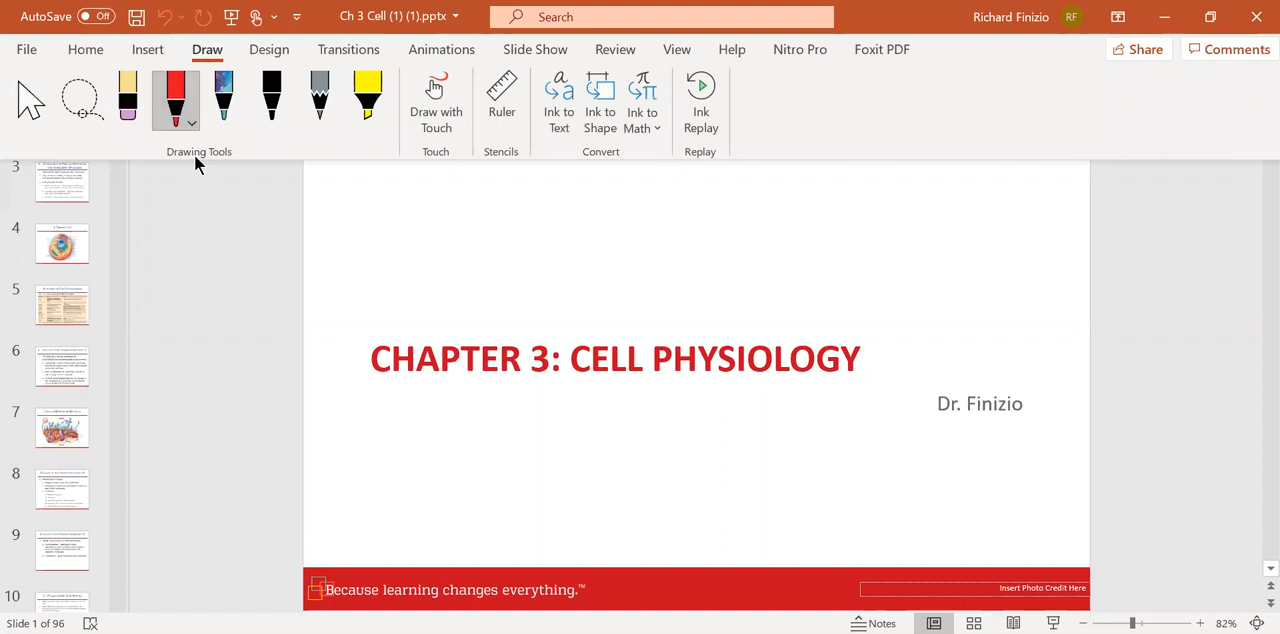 AutoSave Off Ch 3 Cell (1) (1).pptx Search Richard Finizio RF
File Home Insert Draw Design Transitions Animations Slide Show Review View Help Nitro Pro Foxit PDF Share Comments
Draw with Touch
Ruler
Ink to Text
Ink to Shape
Ink to Math
Ink Replay
Drawing Tools Touch Stencils Convert Replay
3
4
5
6
7
8
9
10
CHAPTER 3: CELL PHYSIOLOGY
Dr. Finizio
Because learning changes everything.™
Insert Photo Credit Here
Slide 1 of 96 Notes 82%